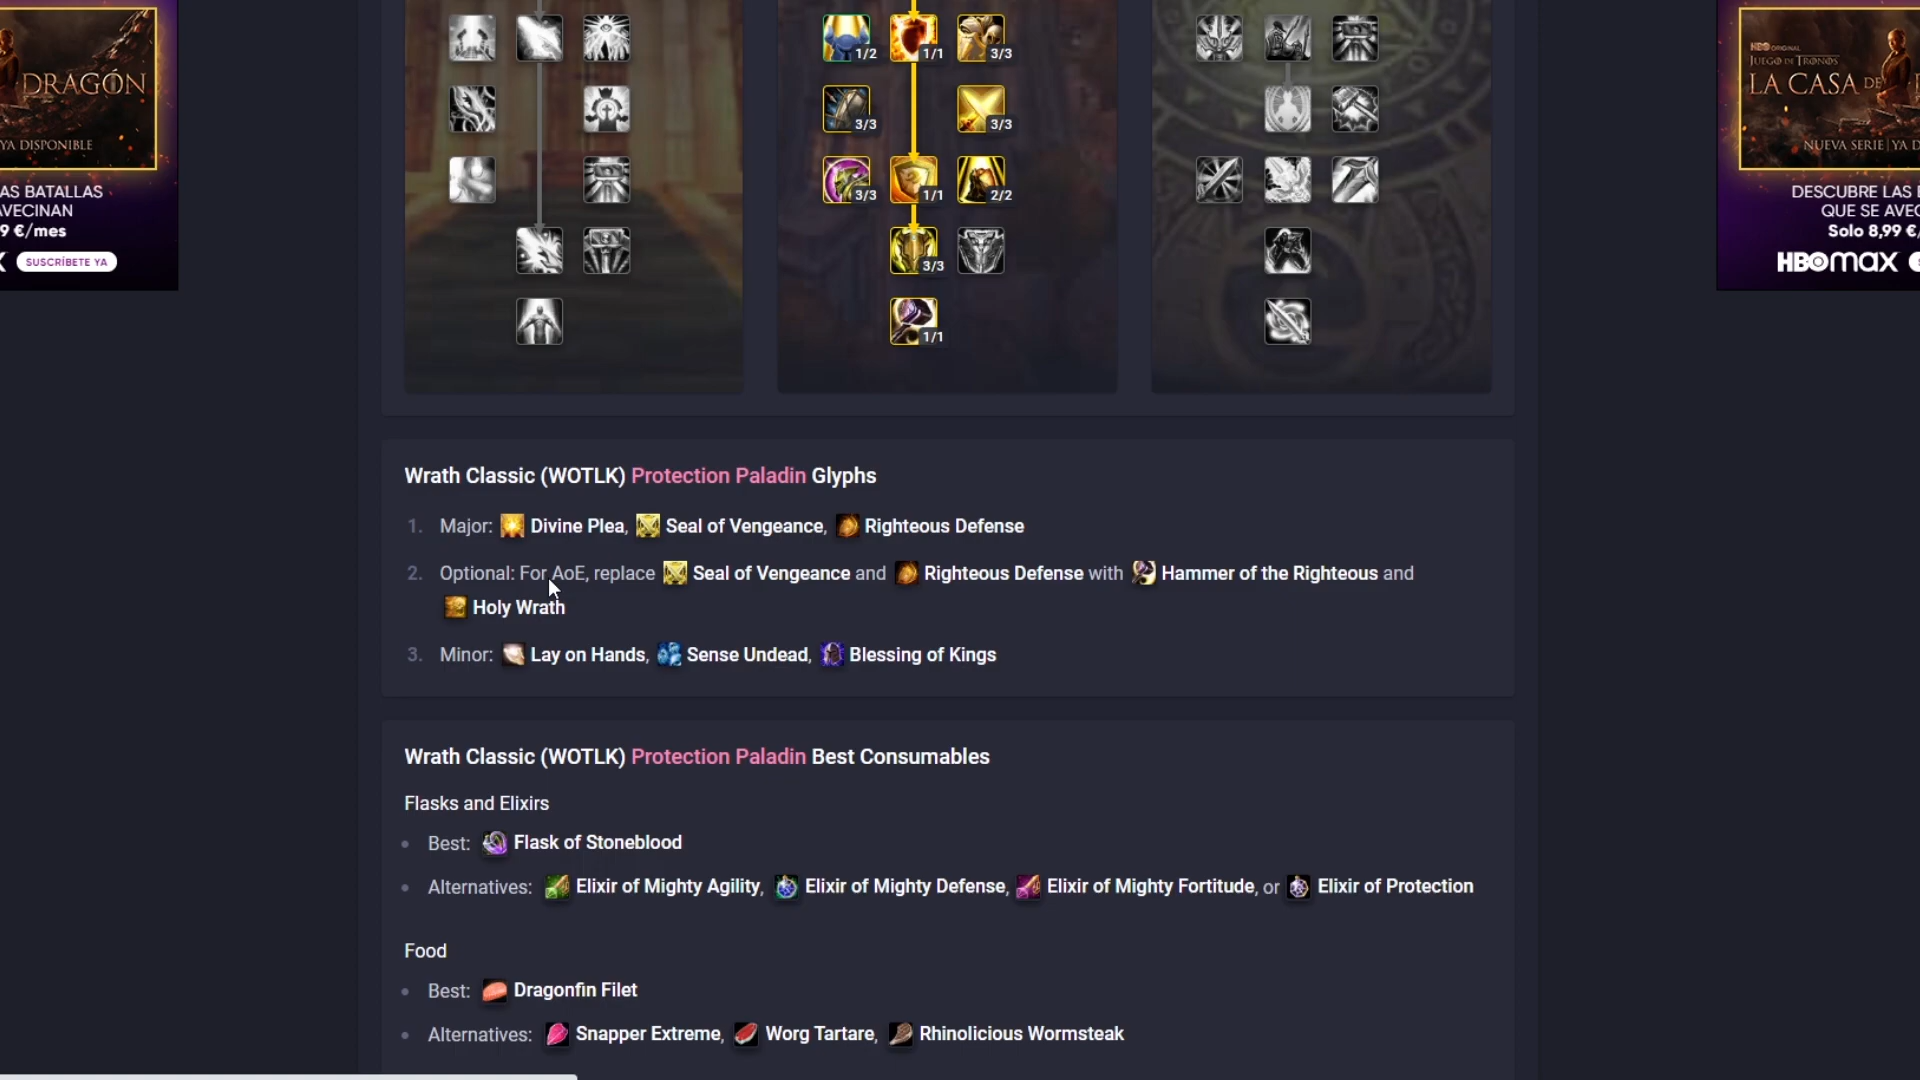 DRAGÓN
YA DISPONIBLE
AS BATALLAS
AVECINAN
9 €/mes
X SUSCRÍBETE YA
1/2 1/1 3/3
3/3 3/3
3/3 1/1 2/2
3/3
1/1
HBO ORIGINAL
JUEGO DE TRONOS
LA CASA DE
NUEVA SERIE | YA D
DESCUBRE LAS
QUE SE AVEC
Solo 8,99 €/
HBOmax
Wrath Classic (WOTLK) Protection Paladin Glyphs
1. Major: Divine Plea, Seal of Vengeance, Righteous Defense
2. Optional: For AoE, replace Seal of Vengeance and Righteous Defense with Hammer of the Righteous and
Holy Wrath
3. Minor: Lay on Hands, Sense Undead, Blessing of Kings
Wrath Classic (WOTLK) Protection Paladin Best Consumables
Flasks and Elixirs
• Best: Flask of Stoneblood
• Alternatives: Elixir of Mighty Agility, Elixir of Mighty Defense, Elixir of Mighty Fortitude, or Elixir of Protection
Food
• Best: Dragonfin Filet
• Alternatives: Snapper Extreme, Worg Tartare, Rhinolicious Wormsteak